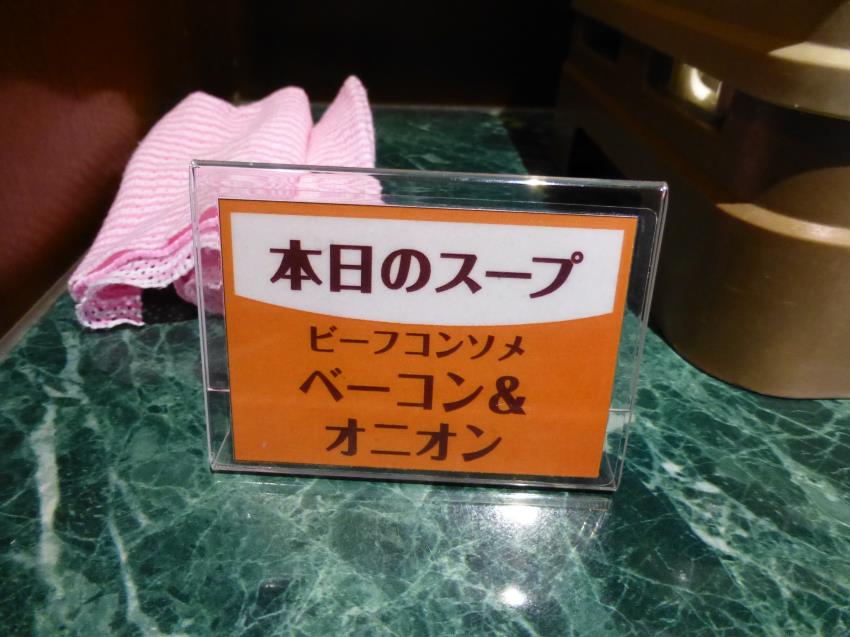 本日のスープ
ビーフコンソメ
ベーコン&
オニオン